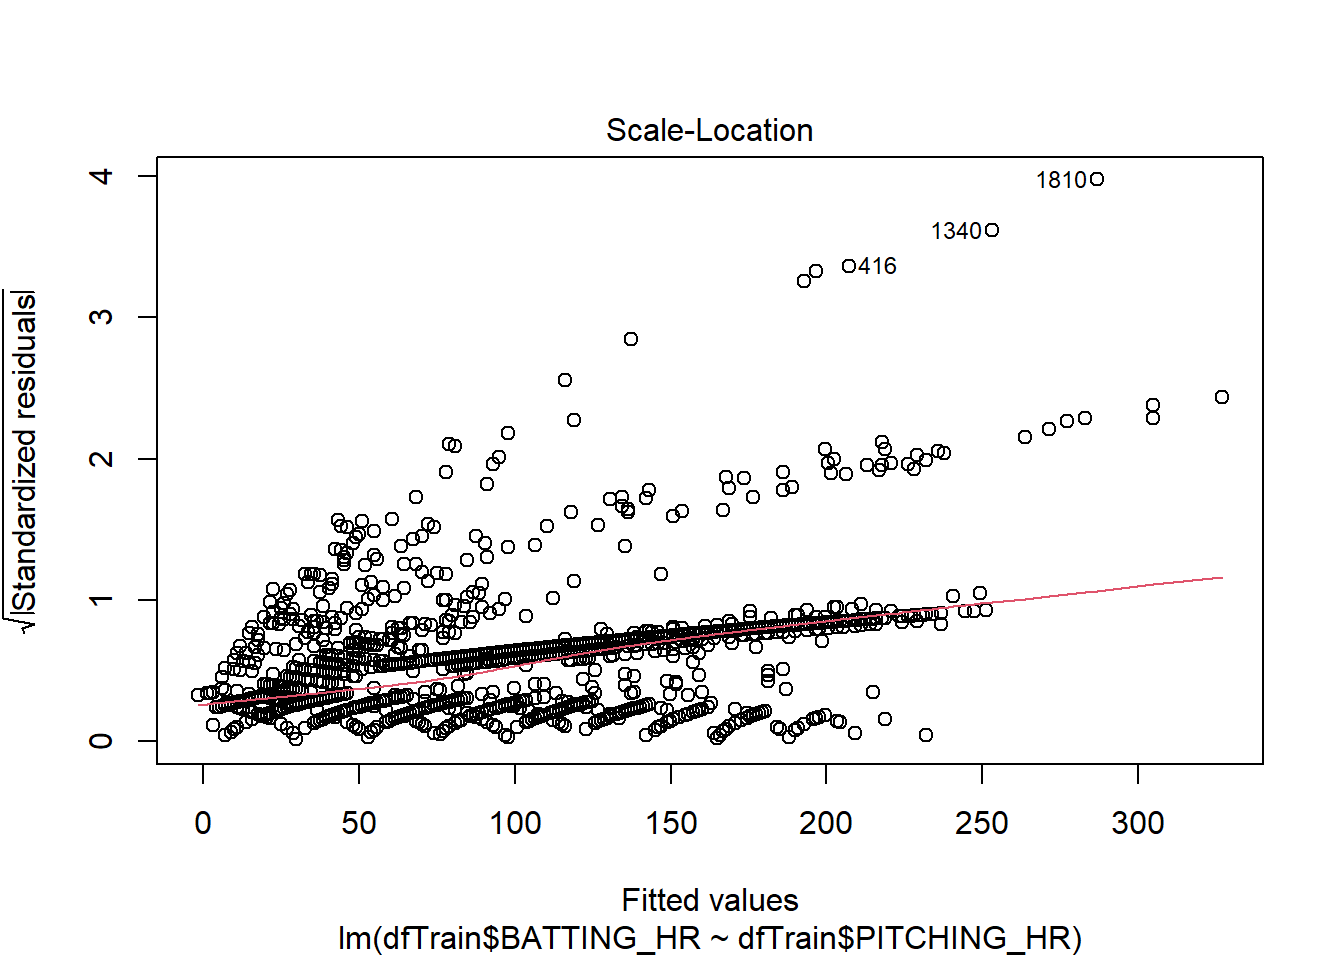 Scale-Location
√|Standardized residuals|
4
3
2
1
0
1810
1340
416
0 50 100 150 200 250 300
Fitted values
lm(dfTrain$BATTING_HR ~ dfTrain$PITCHING_HR)